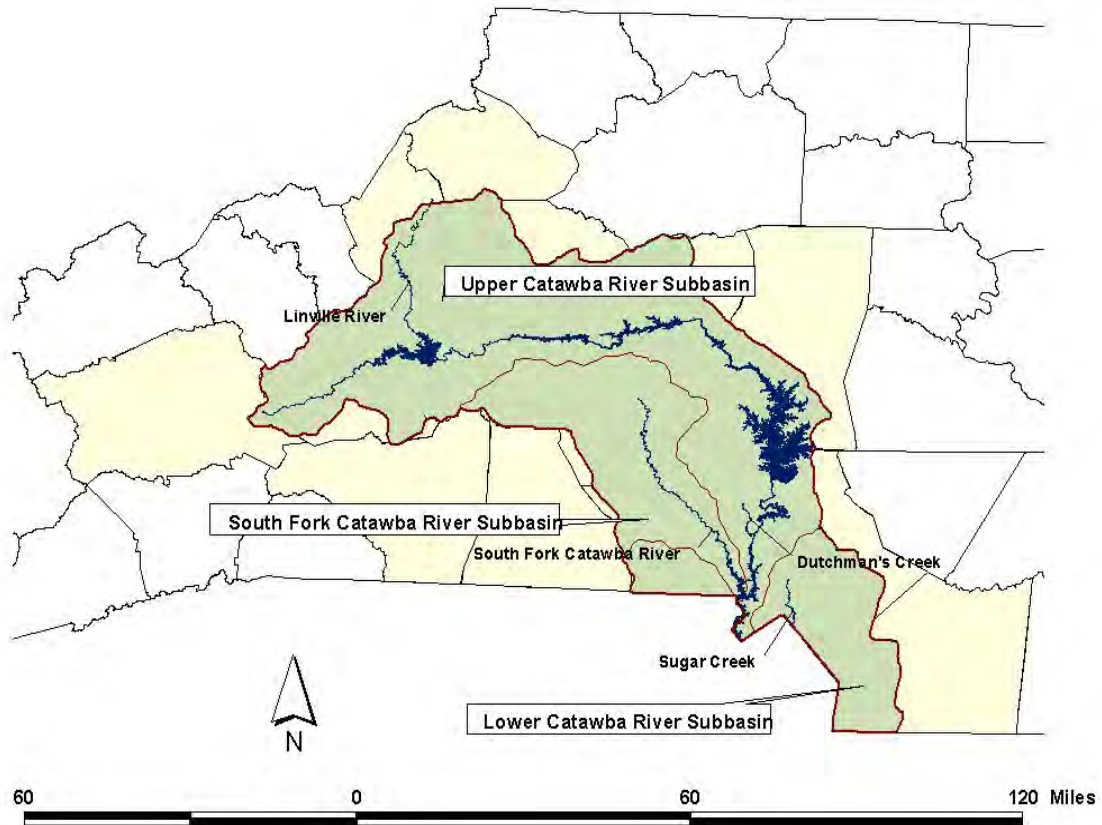 Upper Catawba River Subbasin
Linville River
South Fork Catawba River Subbasin
South Fork Catawba River
Dutchman's Creek
Sugar Creek
Lower Catawba River Subbasin
N
60 0 60 120 Miles